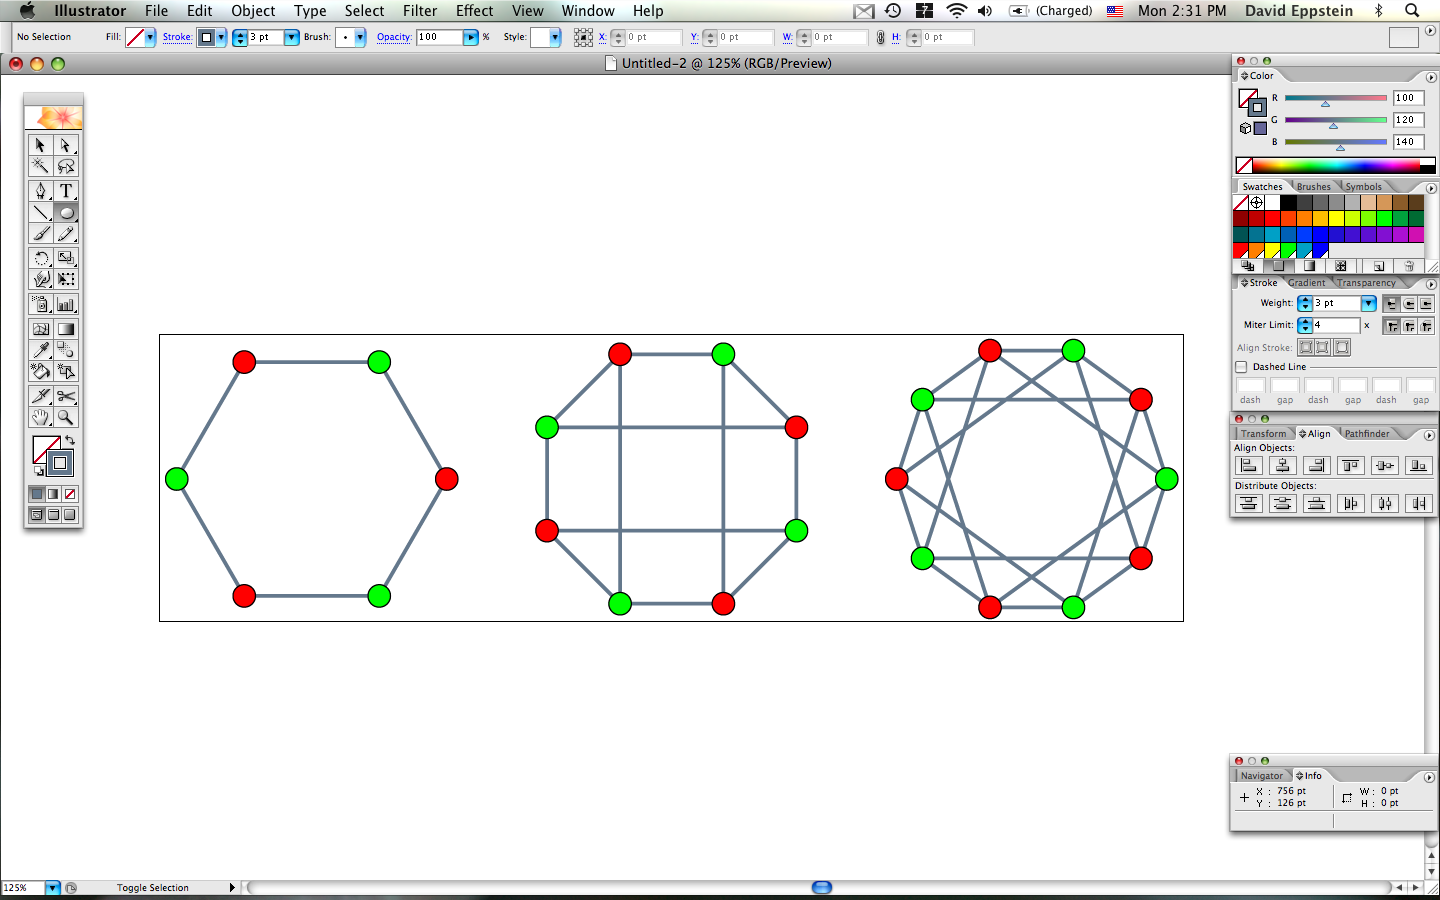 Illustrator File Edit Object Type Select Filter Effect View Window Help (Charged) Mon 2:31 PM David Eppstein
No Selection Fill: Stroke: 3 pt Brush: Opacity: 100 % Style: X: 0 pt Y: 0 pt W: 0 pt H: 0 pt
Untitled-2 @ 125% (RGB/Preview)
Color
R 100
G 120
B 140
Swatches Brushes Symbols
Stroke Gradient Transparency
Weight: 3 pt
Miter Limit: 4 x
Align Stroke:
Dashed Line
dash gap dash gap dash gap
Transform Align Pathfinder
Align Objects:
Distribute Objects:
T
Navigator Info
X : 756 pt W : 0 pt
Y : 126 pt H : 0 pt
125% Toggle Selection